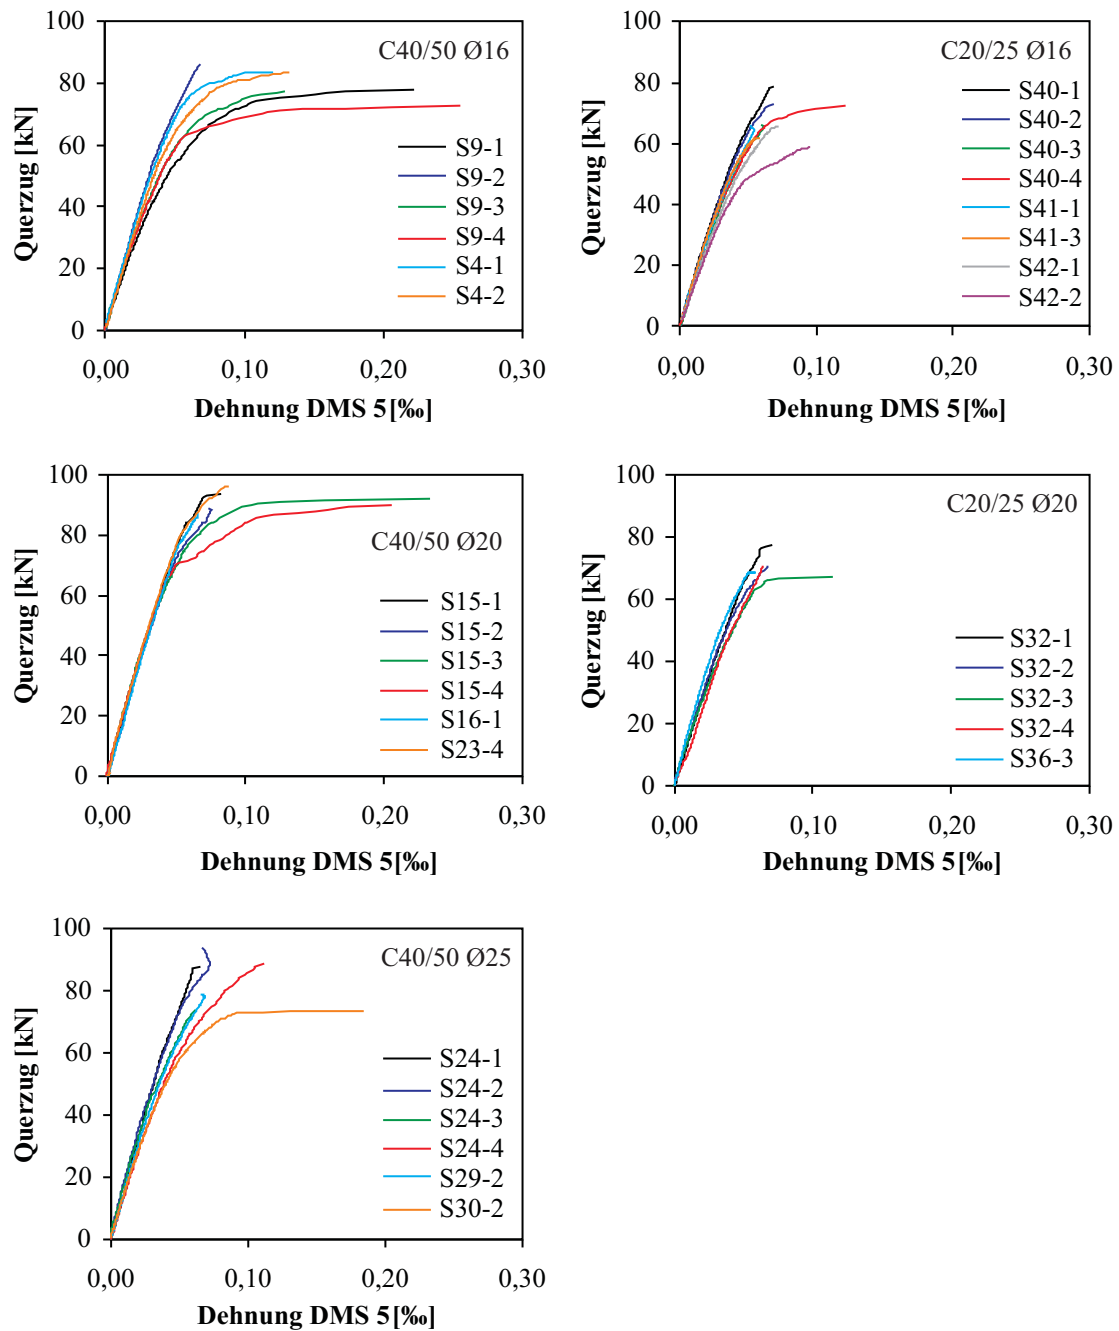 C40/50 Ø16
Querzug [kN]
100
80
60
40
20
0
S9-1
S9-2
S9-3
S9-4
S4-1
S4-2
0,00 0,10 0,20 0,30
Dehnung DMS 5[‰]
C20/25 Ø16
Querzug [kN]
100
80
60
40
20
0
S40-1
S40-2
S40-3
S40-4
S41-1
S41-3
S42-1
S42-2
0,00 0,10 0,20 0,30
Dehnung DMS 5[‰]
C40/50 Ø20
Querzug [kN]
100
80
60
40
20
0
S15-1
S15-2
S15-3
S15-4
S16-1
S23-4
0,00 0,10 0,20 0,30
Dehnung DMS 5[‰]
C20/25 Ø20
Querzug [kN]
100
80
60
40
20
0
S32-1
S32-2
S32-3
S32-4
S36-3
0,00 0,10 0,20 0,30
Dehnung DMS 5[‰]
C40/50 Ø25
Querzug [kN]
100
80
60
40
20
0
S24-1
S24-2
S24-3
S24-4
S29-2
S30-2
0,00 0,10 0,20 0,30
Dehnung DMS 5[‰]